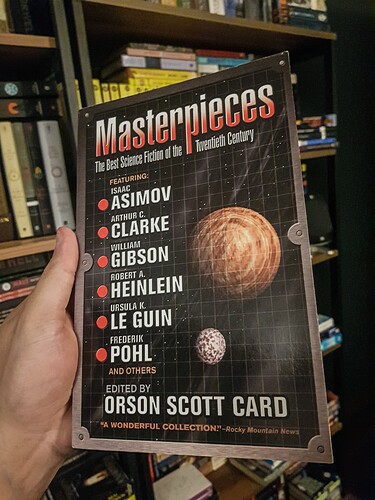 Masterpieces
The Best Science Fiction of the Twentieth Century
FEATURING:
ISAAC
ASIMOV
ARTHUR C.
CLARKE
WILLIAM
GIBSON
ROBERT A.
HEINLEIN
URSULA K.
LE GUIN
FREDERIK
POHL
AND OTHERS
EDITED BY
ORSON SCOTT CARD
"A WONDERFUL COLLECTION."–Rocky Mountain News